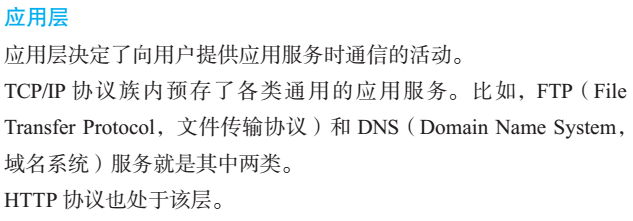 应用层
应用层决定了向用户提供应用服务时通信的活动。
TCP/IP 协议族内预存了各类通用的应用服务。比如，FTP（File
Transfer Protocol，文件传输协议）和 DNS（Domain Name System，
域名系统）服务就是其中两类。
HTTP 协议也处于该层。